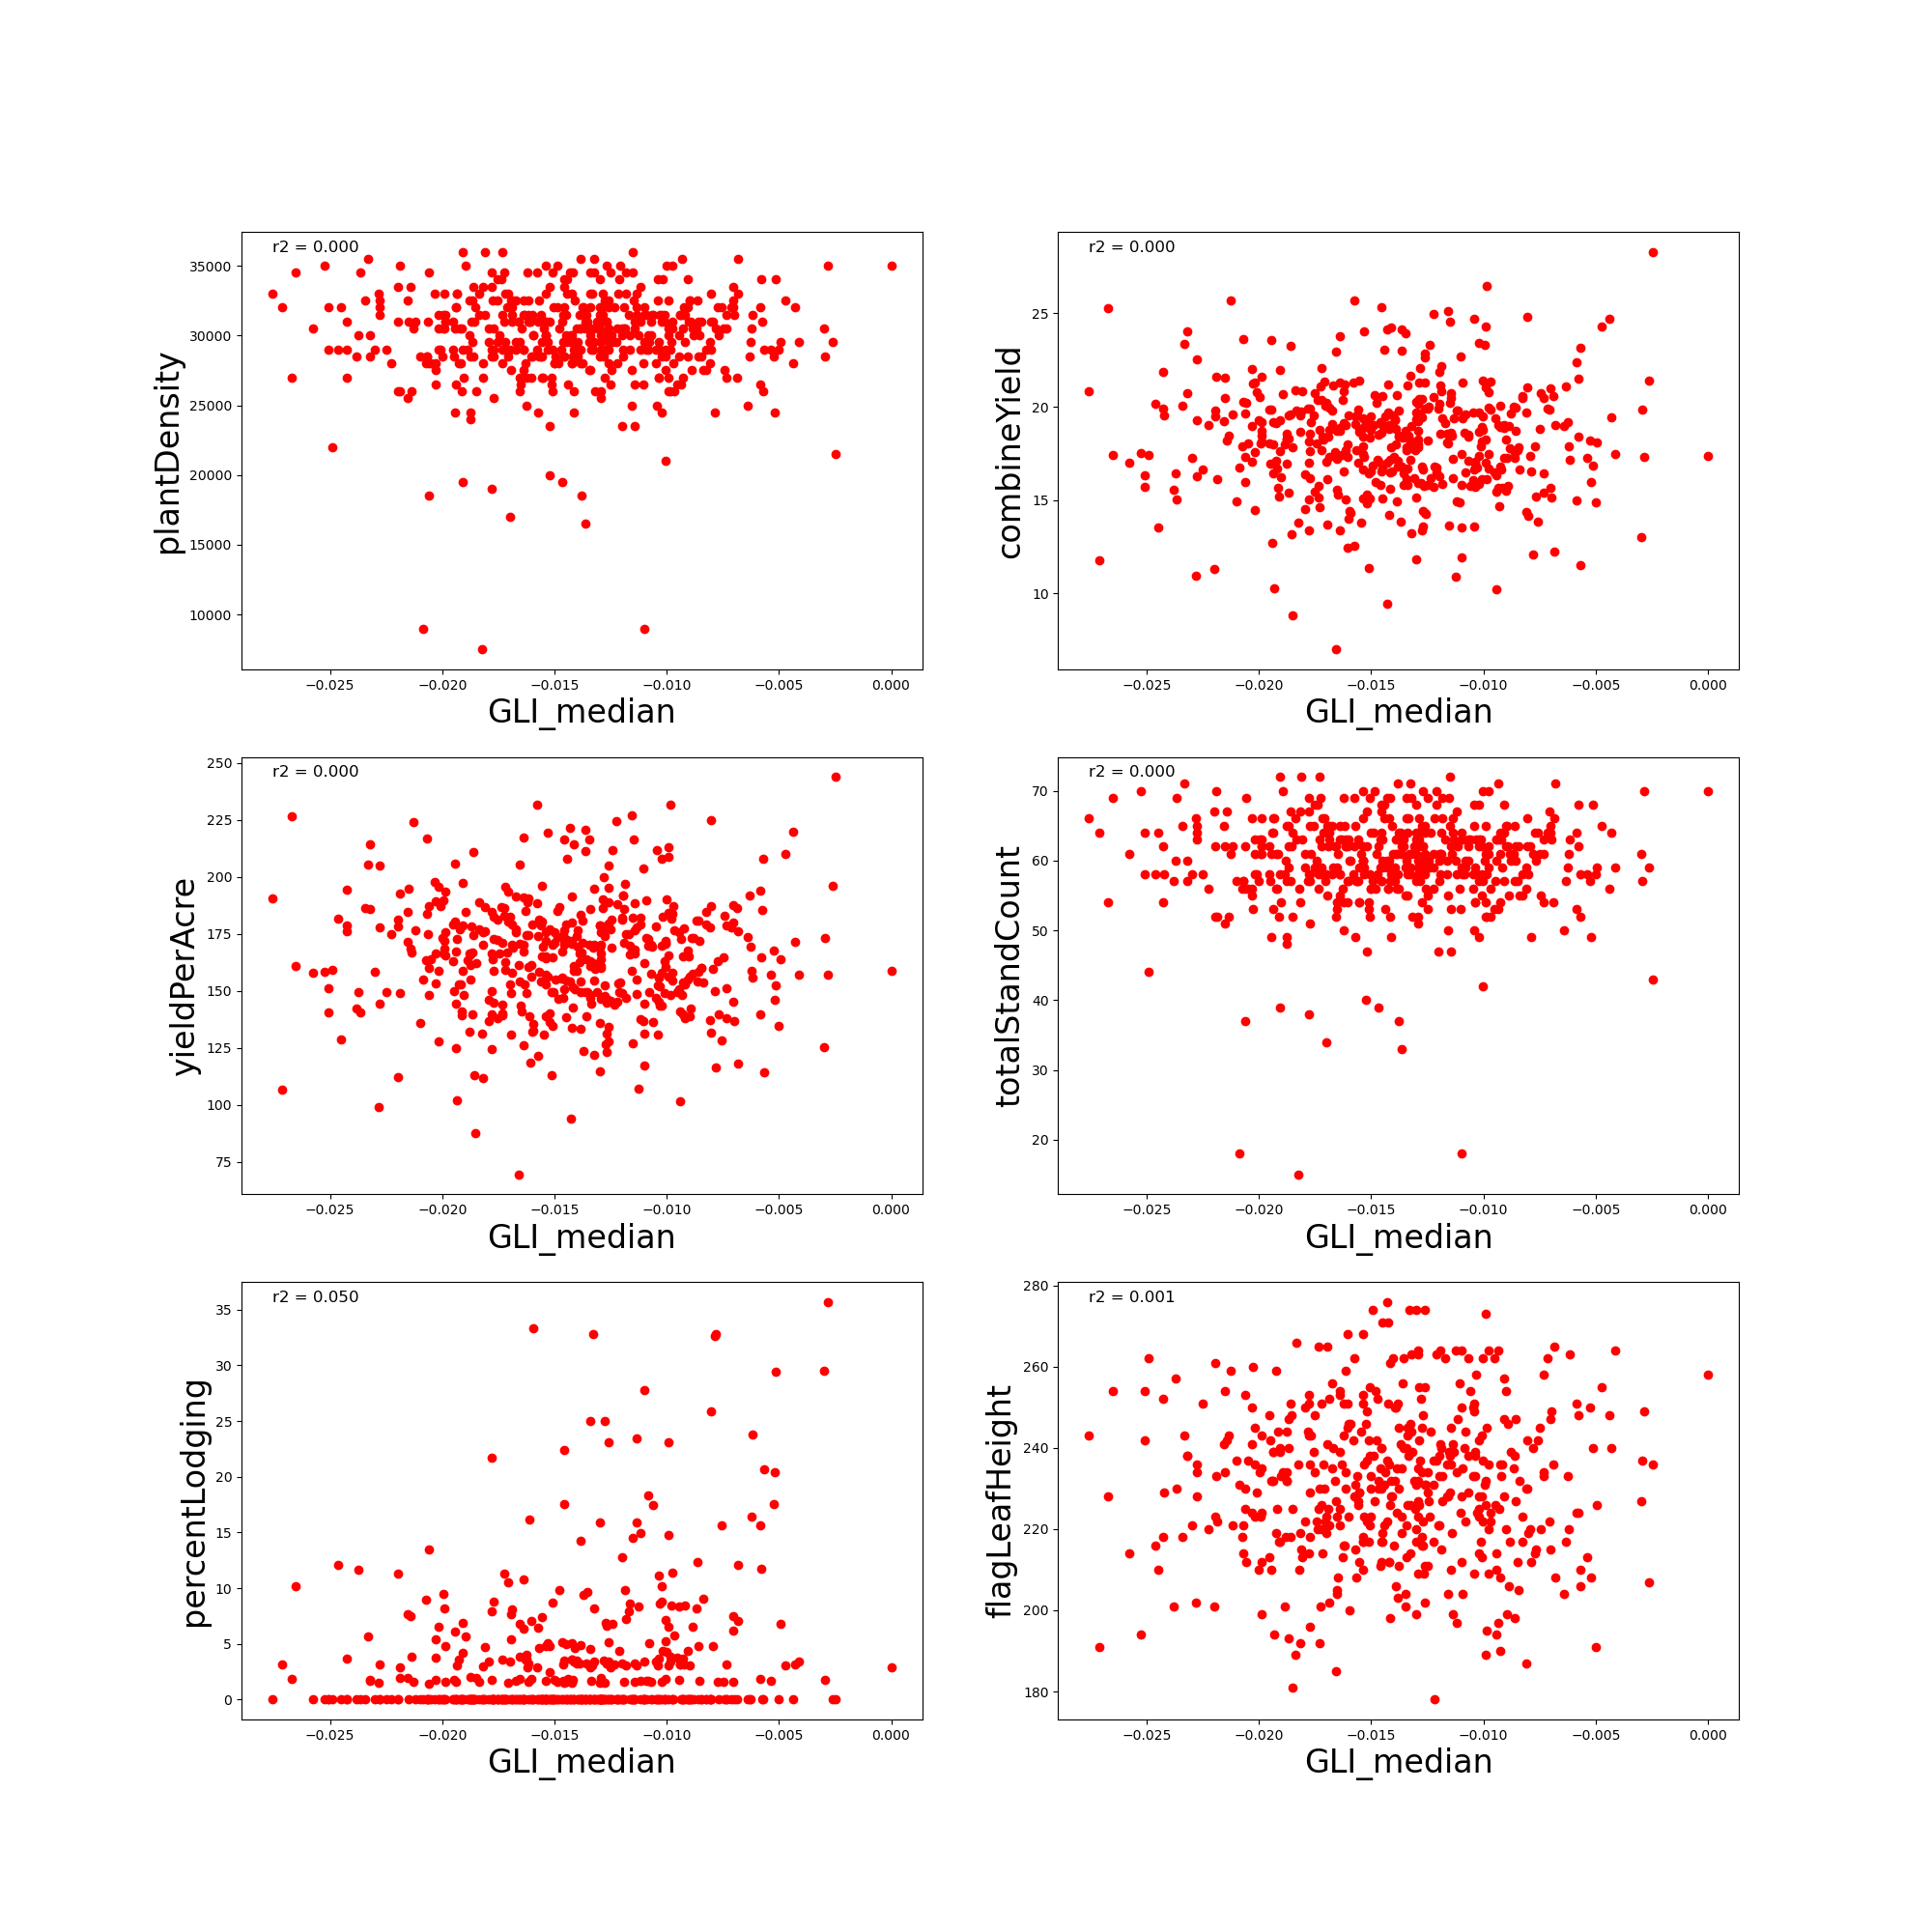 r2 = 0.000
plantDensity
35000
30000
25000
20000
15000
10000
−0.025 −0.020 −0.015 −0.010 −0.005 0.000
GLI_median
r2 = 0.000
combineYield
25
20
15
10
−0.025 −0.020 −0.015 −0.010 −0.005 0.000
GLI_median
r2 = 0.000
yieldPerAcre
250
225
200
175
150
125
100
75
−0.025 −0.020 −0.015 −0.010 −0.005 0.000
GLI_median
r2 = 0.000
totalStandCount
70
60
50
40
30
20
−0.025 −0.020 −0.015 −0.010 −0.005 0.000
GLI_median
r2 = 0.050
percentLodging
35
30
25
20
15
10
5
0
−0.025 −0.020 −0.015 −0.010 −0.005 0.000
GLI_median
r2 = 0.001
flagLeafHeight
280
260
240
220
200
180
−0.025 −0.020 −0.015 −0.010 −0.005 0.000
GLI_median